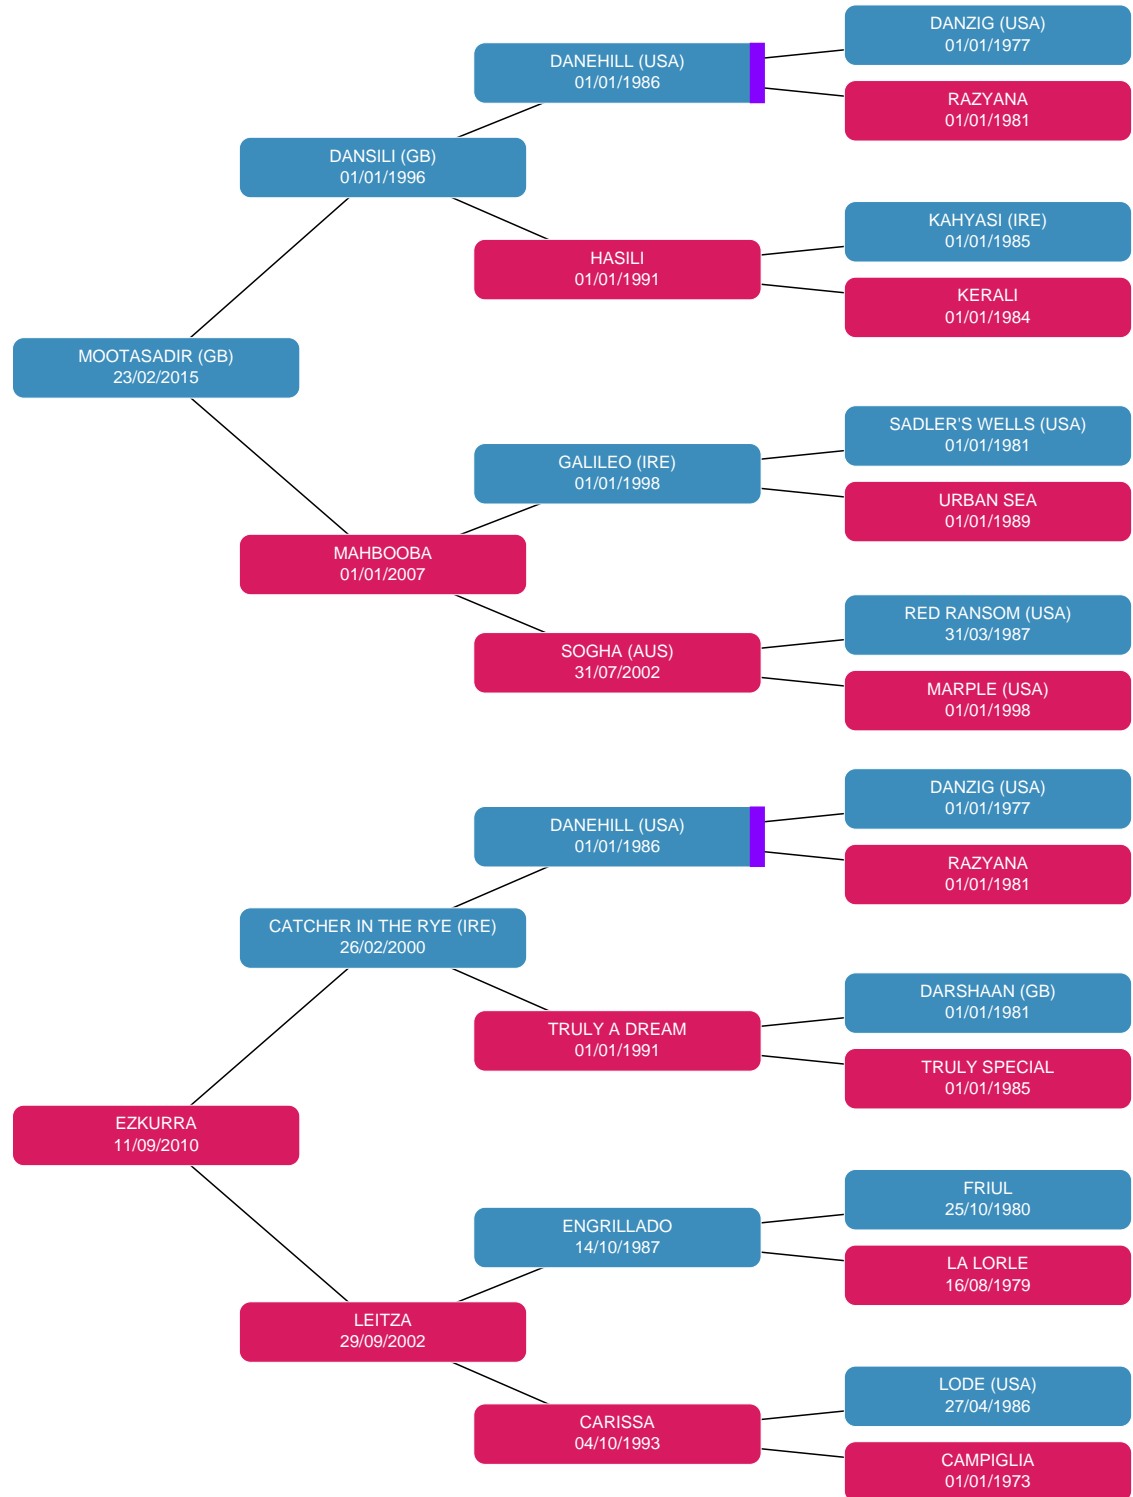 DANZIG (USA)
01/01/1977
DANEHILL (USA)
01/01/1986
RAZYANA
01/01/1981
DANSILI (GB)
01/01/1996
KAHYASI (IRE)
01/01/1985
HASILI
01/01/1991
KERALI
01/01/1984
MOOTASADIR (GB)
23/02/2015
SADLER'S WELLS (USA)
01/01/1981
GALILEO (IRE)
01/01/1998
URBAN SEA
01/01/1989
MAHBOOBA
01/01/2007
RED RANSOM (USA)
31/03/1987
SOGHA (AUS)
31/07/2002
MARPLE (USA)
01/01/1998
DANZIG (USA)
01/01/1977
DANEHILL (USA)
01/01/1986
RAZYANA
01/01/1981
CATCHER IN THE RYE (IRE)
26/02/2000
DARSHAAN (GB)
01/01/1981
TRULY A DREAM
01/01/1991
TRULY SPECIAL
01/01/1985
EZKURRA
11/09/2010
FRIUL
25/10/1980
ENGRILLADO
14/10/1987
LA LORLE
16/08/1979
LEITZA
29/09/2002
LODE (USA)
27/04/1986
CARISSA
04/10/1993
CAMPIGLIA
01/01/1973